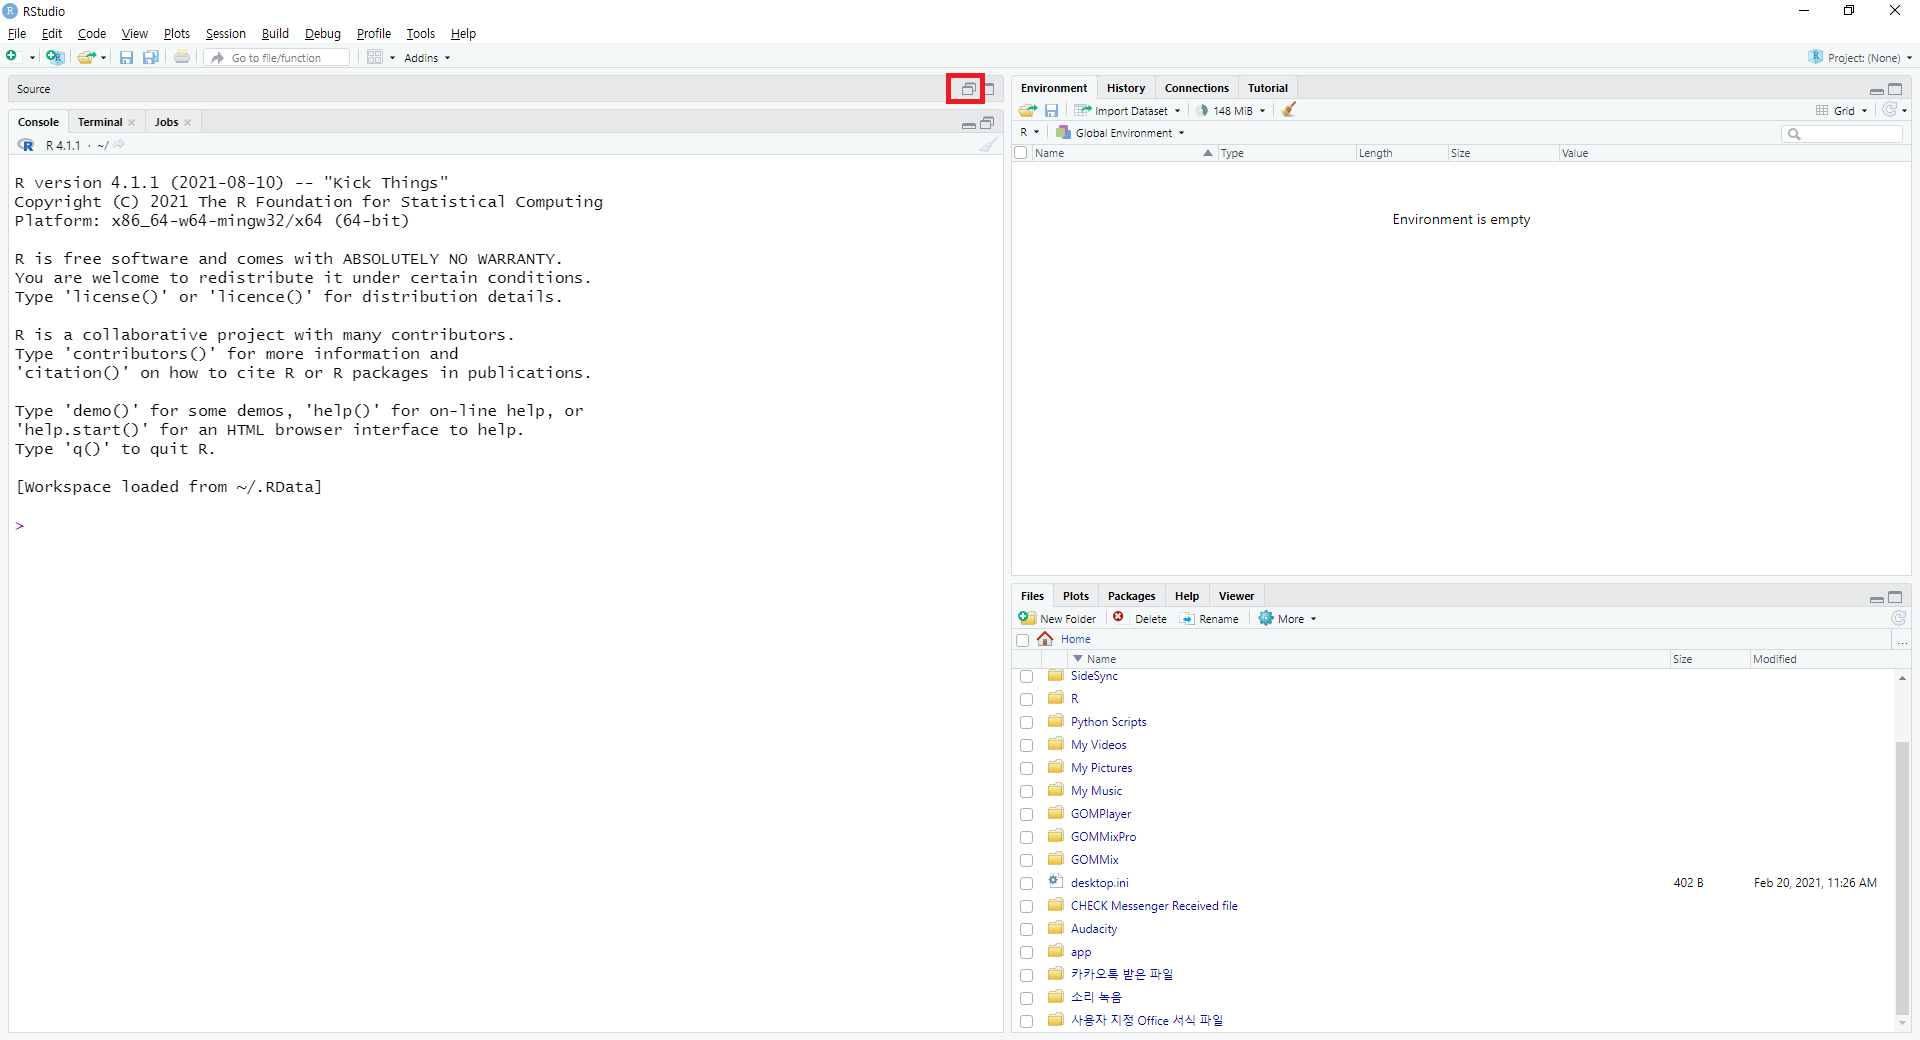 RStudio
File Edit Code View Plots Session Build Debug Profile Tools Help
Go to file/function Addins Project: (None)
Source
Console Terminal Jobs
R 4.1.1 · ~/
R version 4.1.1 (2021-08-10) -- "Kick Things"
Copyright (C) 2021 The R Foundation for Statistical Computing
Platform: x86_64-w64-mingw32/x64 (64-bit)
R is free software and comes with ABSOLUTELY NO WARRANTY.
You are welcome to redistribute it under certain conditions.
Type 'license()' or 'licence()' for distribution details.
R is a collaborative project with many contributors.
Type 'contributors()' for more information and
'citation()' on how to cite R or R packages in publications.
Type 'demo()' for some demos, 'help()' for on-line help, or
'help.start()' for an HTML browser interface to help.
Type 'q()' to quit R.
[Workspace loaded from ~/.RData]
>
Environment History Connections Tutorial
Import Dataset 148 MiB Grid
R Global Environment
Name Type Length Size Value
Environment is empty
Files Plots Packages Help Viewer
New Folder Delete Rename More
Home ...
Name Size Modified
SideSync
R
Python Scripts
My Videos
My Pictures
My Music
GOMPlayer
GOMMixPro
GOMMix
desktop.ini 402 B Feb 20, 2021, 11:26 AM
CHECK Messenger Received file
Audacity
app
카카오톡 받은 파일
소리 녹음
사용자 지정 Office 서식 파일